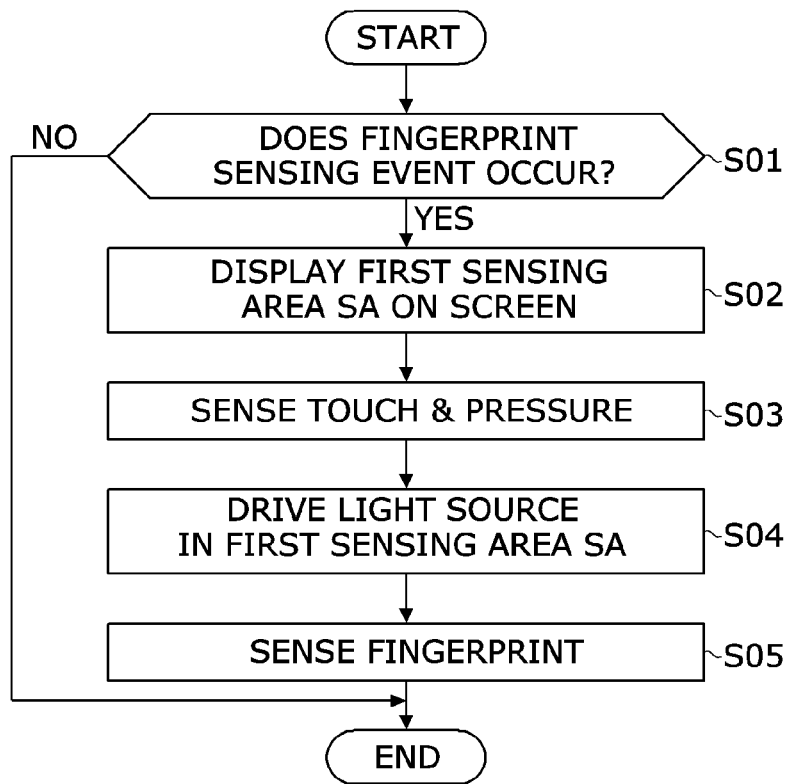 START
NO
DOES FINGERPRINT
SENSING EVENT OCCUR?
S01
YES
DISPLAY FIRST SENSING
AREA SA ON SCREEN
S02
SENSE TOUCH & PRESSURE
S03
DRIVE LIGHT SOURCE
IN FIRST SENSING AREA SA
S04
SENSE FINGERPRINT
S05
END